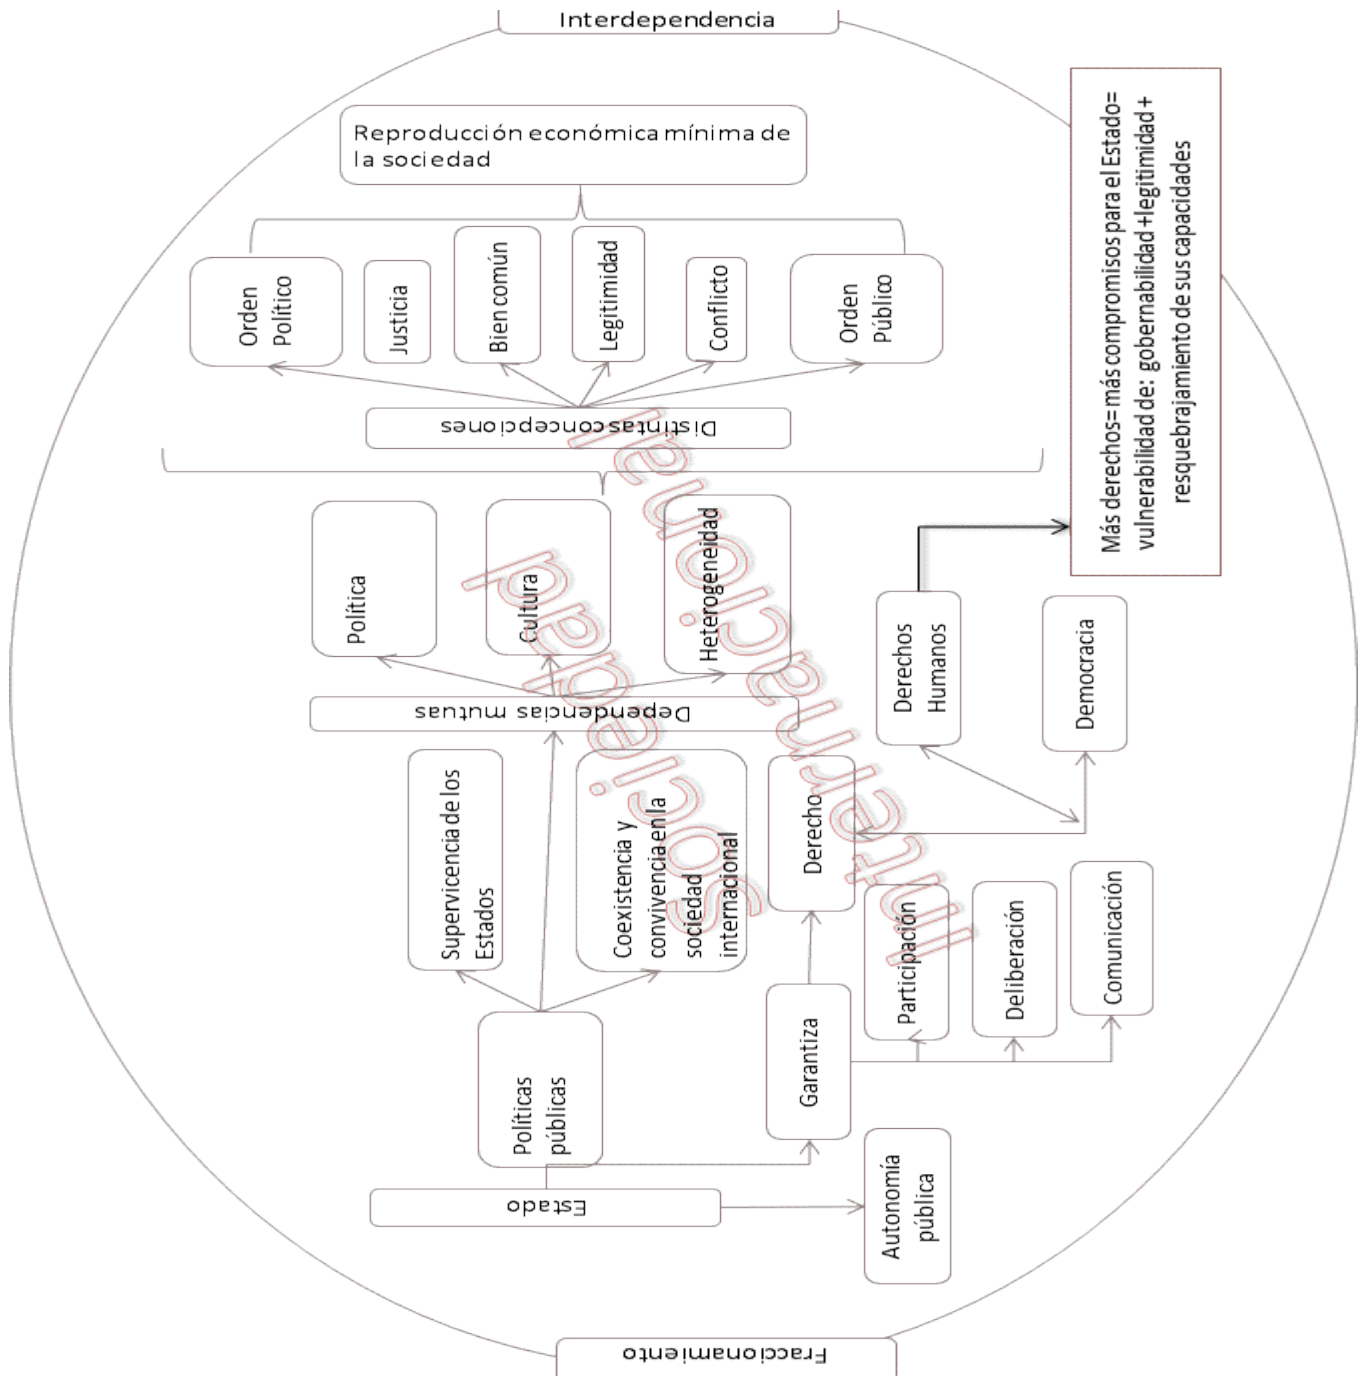 Interdependencia
Reproducción económica mínima de
la sociedad
Orden
Político
Justicia
Bien común
Legitimidad
Conflicto
Orden
Público
Más derechos= más compromisos para el Estado=
vulnerabilidad de: gobernabilidad +legitimidad+
resquebrajamiento de sus capacidades
Distintas concepciones
Política
Cultura
Heterogeneidad
Derechos
Humanos
Democracia
Dependencias mutuas
Supervicencia de los
Estados
Coexistencia y
convivencia en la
sociedad
internacional
Derecho
Participación
Deliberación
Comunicación
Políticas
públicas
Garantiza
Estado
Autonomía
pública
Fraccionamiento
Sociedad
internacional